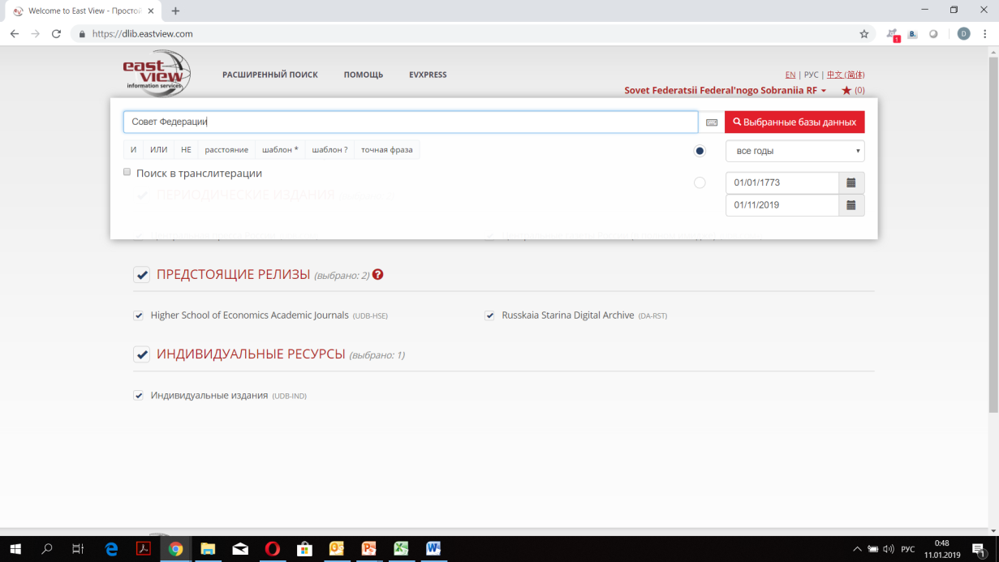 Welcome to East View - Простой
https://dlib.eastview.com
1
B.
D
east view
information services
РАСШИРЕННЫЙ ПОИСК
ПОМОЩЬ
EVXPRESS
EN | РУС | 中文 (简体)
Sovet Federatsii Federal'nogo Sobraniia RF
(0)
Совет Федерации
Выбранные базы данных
И
ИЛИ
НЕ
расстояние
шаблон *
шаблон ?
точная фраза
все годы
Поиск в транслитерации
01/01/1773
01/11/2019
ПЕРИОДИЧЕСКИЕ ИЗДАНИЯ
ПРЕДСТОЯЩИЕ РЕЛИЗЫ (выбрано: 2) ?
Higher School of Economics Academic Journals (UDB-HSE)
Russkaia Starina Digital Archive (DA-RST)
ИНДИВИДУАЛЬНЫЕ РЕСУРСЫ (выбрано: 1)
Индивидуальные издания (UDB-IND)
РУС
0:48
11.01.2019
1